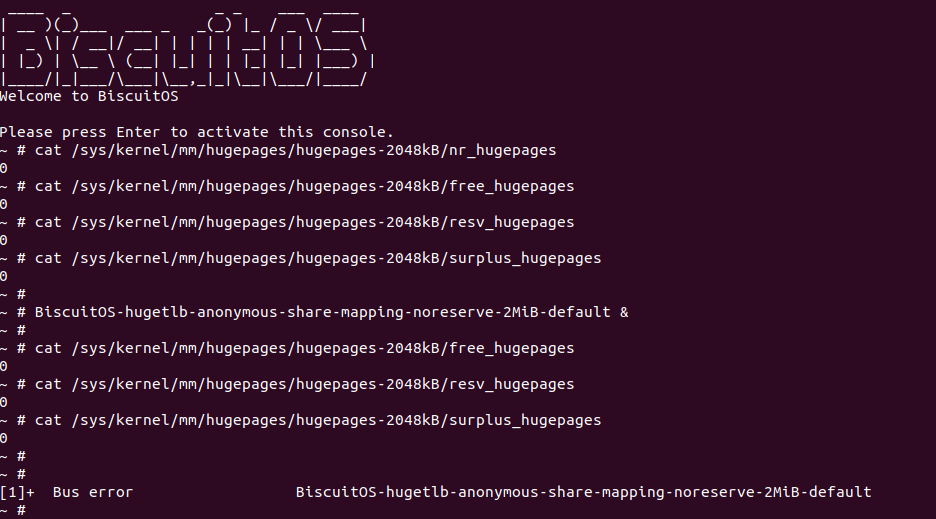 ____  _                _ _    ___  ____
| __ )(_)___  ___ _   _(_) |_ / _ \/ ___|
|  _ \| / __|/ __| | | | | __| | | \___ \
| |_) | \__ \ (__| |_| | | |_| |_| |___) |
|____/|_|___/\___|\__,_|_|\__|\___/|____/
Welcome to BiscuitOS
Please press Enter to activate this console.
~ # cat /sys/kernel/mm/hugepages/hugepages-2048kB/nr_hugepages
0
~ # cat /sys/kernel/mm/hugepages/hugepages-2048kB/free_hugepages
0
~ # cat /sys/kernel/mm/hugepages/hugepages-2048kB/resv_hugepages
0
~ # cat /sys/kernel/mm/hugepages/hugepages-2048kB/surplus_hugepages
0
~ #
~ # BiscuitOS-hugetlb-anonymous-share-mapping-noreserve-2MiB-default &
~ #
~ # cat /sys/kernel/mm/hugepages/hugepages-2048kB/free_hugepages
0
~ # cat /sys/kernel/mm/hugepages/hugepages-2048kB/resv_hugepages
0
~ # cat /sys/kernel/mm/hugepages/hugepages-2048kB/surplus_hugepages
0
~ #
~ #
[1]+  Bus error                  BiscuitOS-hugetlb-anonymous-share-mapping-noreserve-2MiB-default
~ #